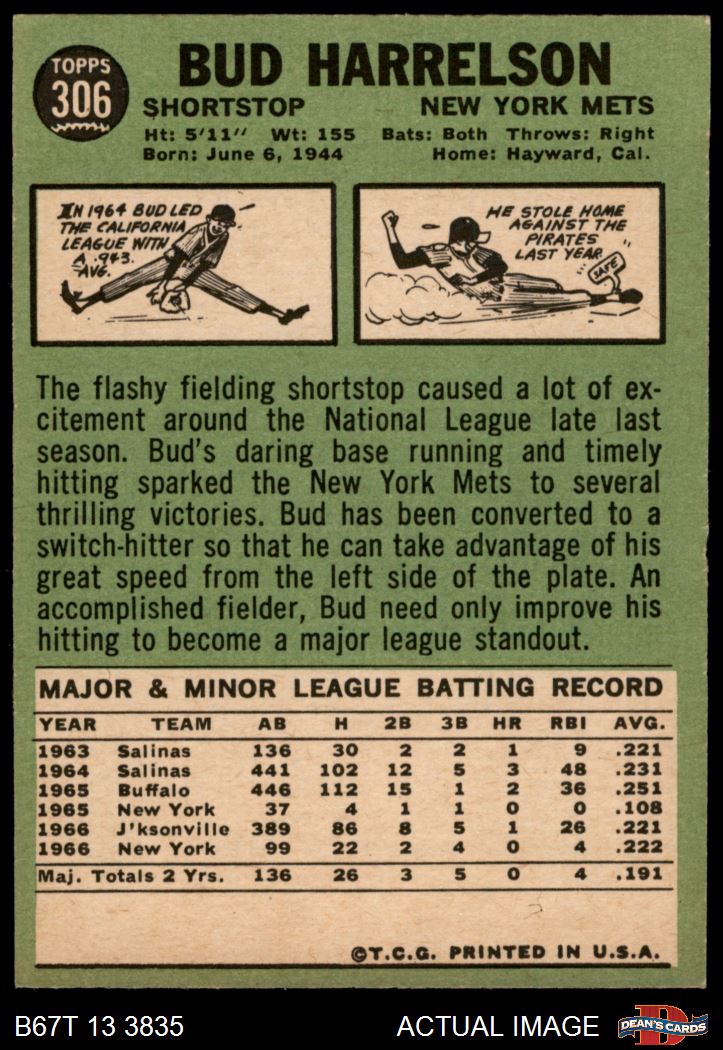 TOPPS
306
BUD HARRELSON
SHORTSTOP NEW YORK METS
Ht: 5'11" Wt: 155 Bats: Both Throws: Right
Born: June 6, 1944 Home: Hayward, Cal.
IN 1964 BUD LED
THE CALIFORNIA
LEAGUE WITH
A .943.
AVG.
HE STOLE HOME
AGAINST THE
PIRATES
LAST YEAR.
"SAFE"
The flashy fielding shortstop caused a lot of ex-
citement around the National League late last
season. Bud's daring base running and timely
hitting sparked the New York Mets to several
thrilling victories. Bud has been converted to a
switch-hitter so that he can take advantage of his
great speed from the left side of the plate. An
accomplished fielder, Bud need only improve his
hitting to become a major league standout.
MAJOR & MINOR LEAGUE BATTING RECORD
YEAR TEAM AB H 2B 3B HR RBI AVG.
1963 Salinas 136 30 2 2 1 9 .221
1964 Salinas 441 102 12 5 3 48 .231
1965 Buffalo 446 112 15 1 2 36 .251
1965 New York 37 4 1 1 0 0 .108
1966 J'ksonville 389 86 8 5 1 26 .221
1966 New York 99 22 2 4 0 4 .222
Maj. Totals 2 Yrs. 136 26 3 5 0 4 .191
©T.C.G. PRINTED IN U.S.A.
B67T 13 3835 ACTUAL IMAGE
D
DEAN'S CARDS